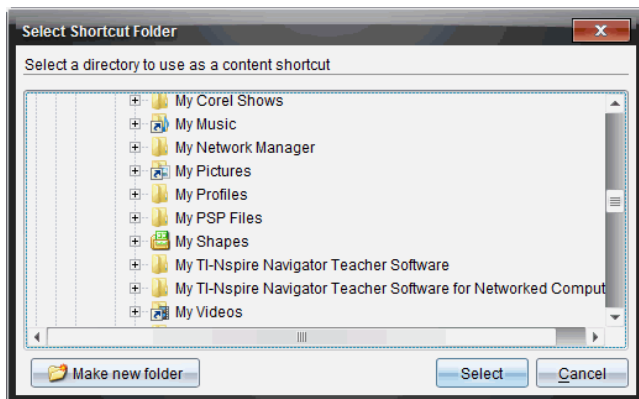 Select Shortcut Folder
Select a directory to use as a content shortcut
My Corel Shows
My Music
My Network Manager
My Pictures
My Profiles
My PSP Files
My Shapes
My TI-Nspire Navigator Teacher Software
My TI-Nspire Navigator Teacher Software for Networked Comput
My Videos
Make new folder
Select
Cancel